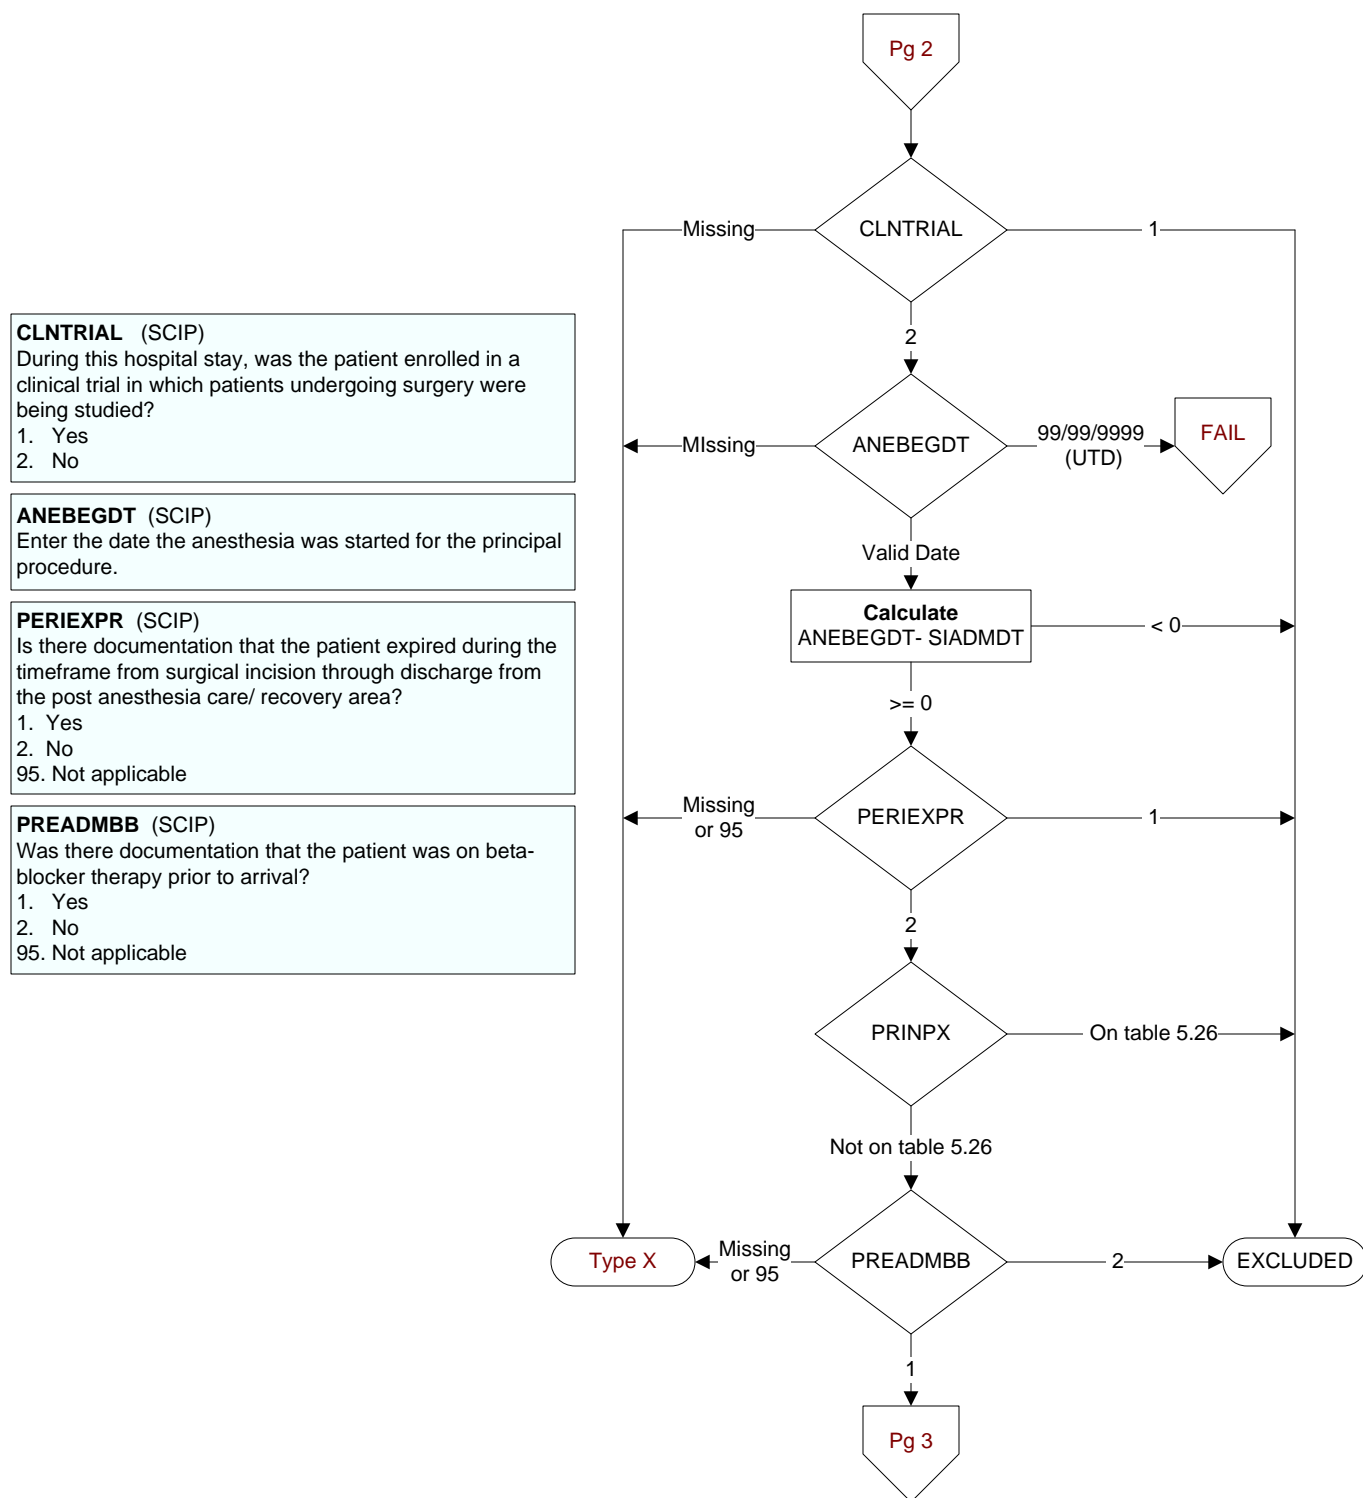 Pg 2
CLNTRIAL
Missing
1
2
CLNTRIAL (SCIP)
During this hospital stay, was the patient enrolled in a
clinical trial in which patients undergoing surgery were
being studied?
1. Yes
2. No
ANEBEGDT
MIssing
99/99/9999
(UTD)
FAIL
Valid Date
ANEBEGDT (SCIP)
Enter the date the anesthesia was started for the principal
procedure.
Calculate
ANEBEGDT- SIADMDT
< 0
>= 0
PERIEXPR (SCIP)
Is there documentation that the patient expired during the
timeframe from surgical incision through discharge from
the post anesthesia care/ recovery area?
1. Yes
2. No
95. Not applicable
Missing
or 95
PERIEXPR
1
2
PREADMBB (SCIP)
Was there documentation that the patient was on beta-
blocker therapy prior to arrival?
1. Yes
2. No
95. Not applicable
PRINPX
On table 5.26
Not on table 5.26
Type X
Missing
or 95
PREADMBB
2
EXCLUDED
1
Pg 3